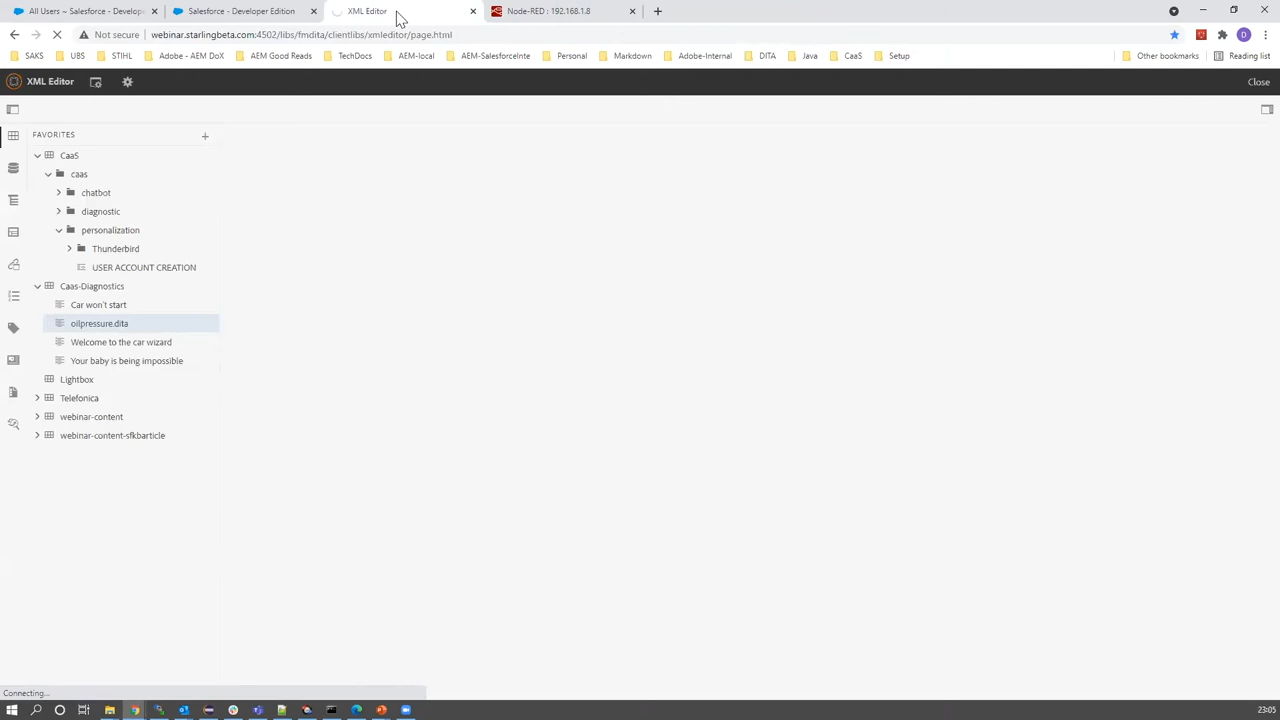 All Users ~ Salesforce - Develop
Salesforce - Developer Edition
XML Editor
Node-RED : 192.168.1.8
Not secure
webinar.starlingbeta.com:4502/libs/fmdita/clientlibs/xmleditor/page.html
SAKS
UBS
STIHL
Adobe - AEM DoX
AEM Good Reads
TechDocs
AEM-local
AEM-SalesforceInte
Personal
Markdown
Adobe-Internal
DITA
Java
CaaS
Setup
Other bookmarks
Reading list
XML Editor
Close
FAVORITES
CaaS
caas
chatbot
diagnostic
personalization
Thunderbird
USER ACCOUNT CREATION
Caas-Diagnostics
Car won't start
oilpressure.dita
Welcome to the car wizard
Your baby is being impossible
Lightbox
Telefonica
webinar-content
webinar-content-sfkbarticle
Connecting...
23:05